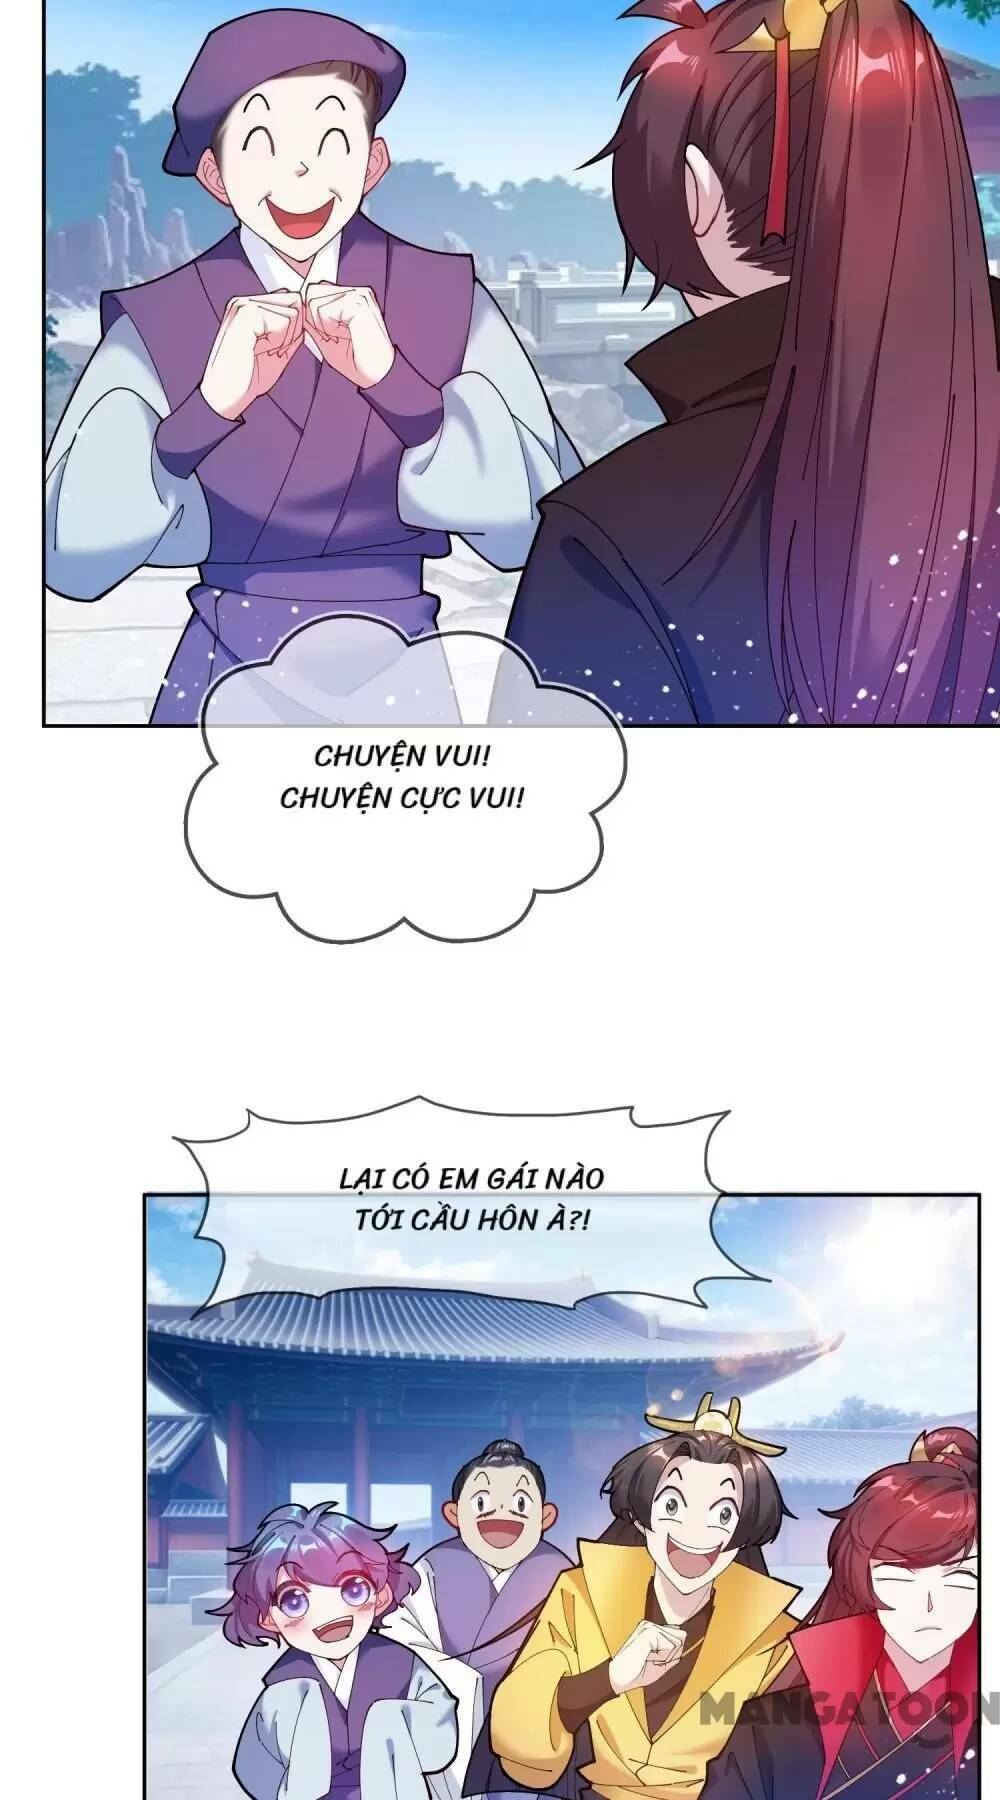 CHUYỆN VUI!
CHUYỆN CỰC VUI!
LẠI CÓ EM GÁI NÀO
TỚI CẦU HÔN À?!
MANGATOON